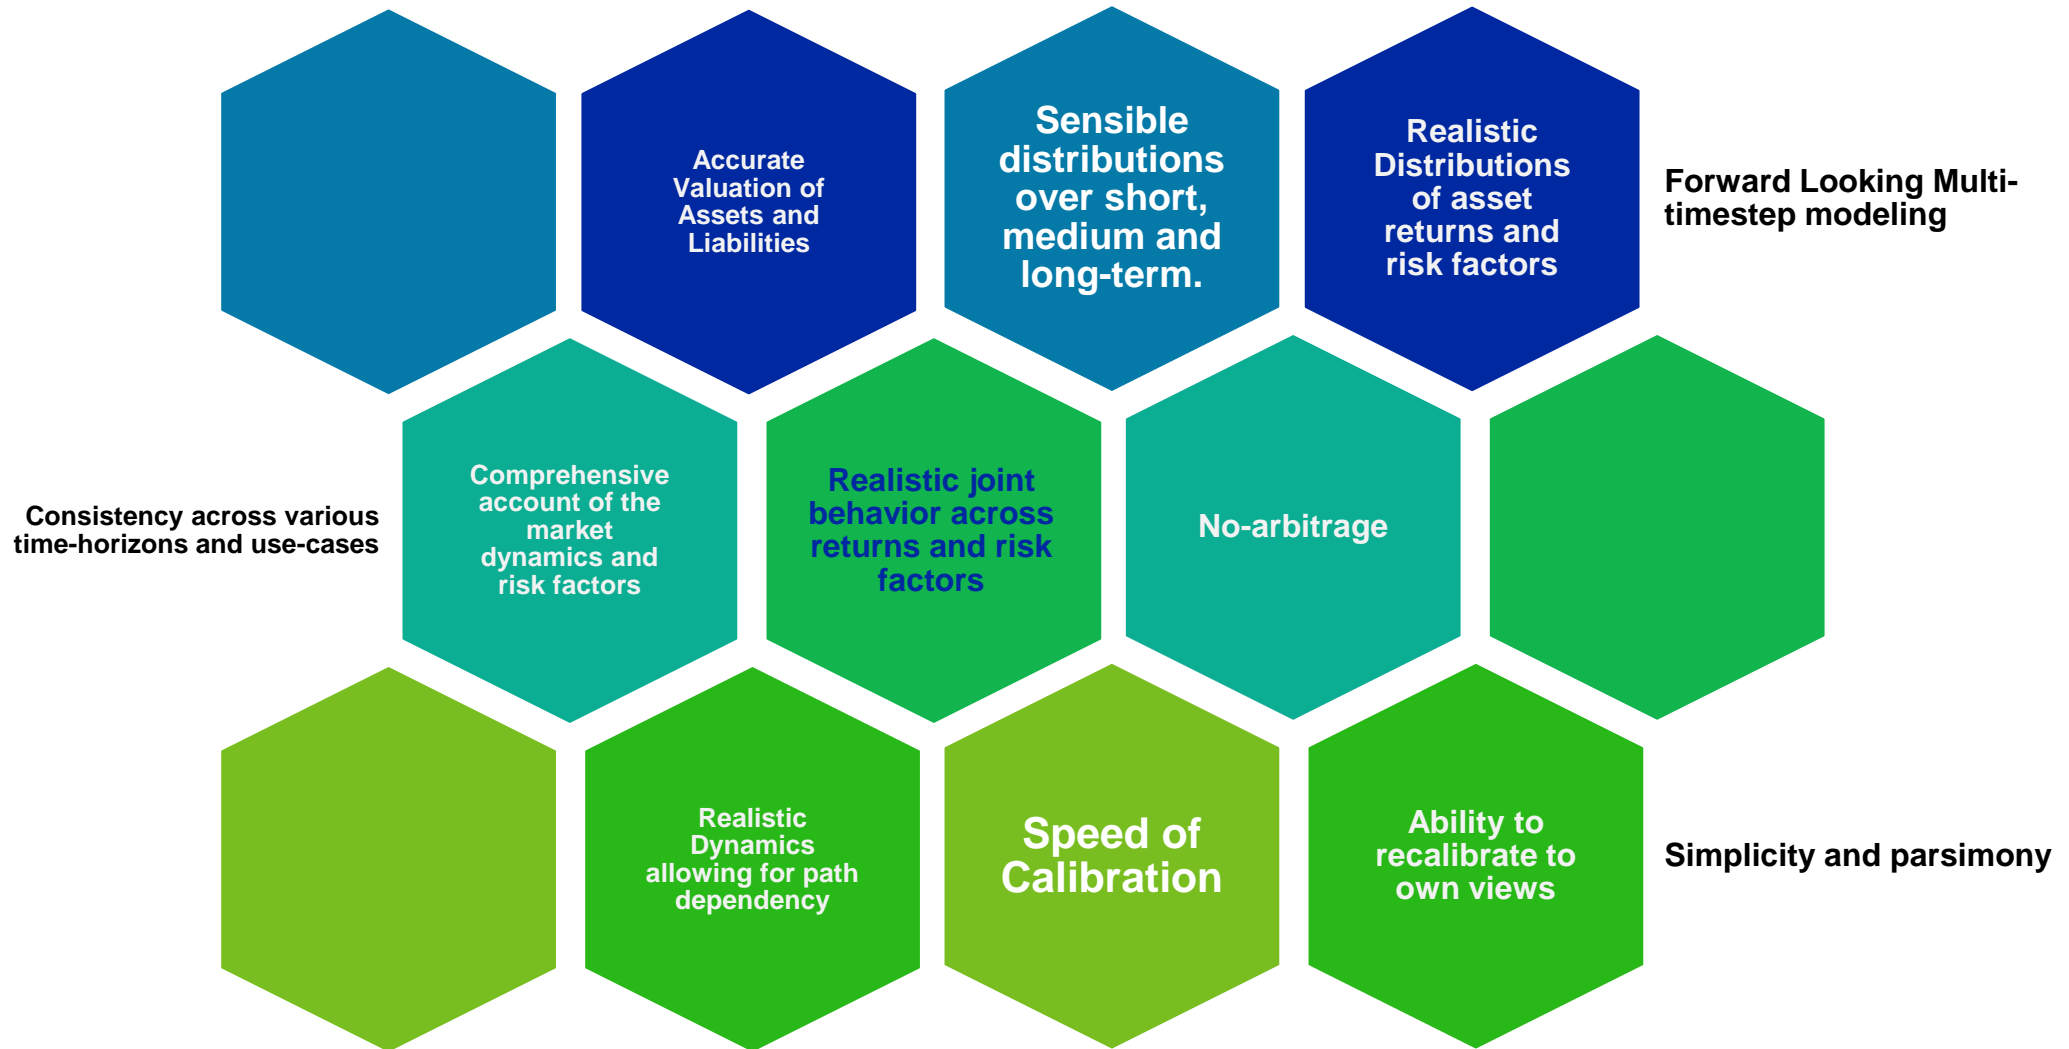 Accurate
Valuation of
Assets and
Liabilities
Sensible
distributions
over short,
medium and
long-term.
Realistic
Distributions
of asset
returns and
risk factors
Forward Looking Multi-
timestep modeling
Consistency across various
time-horizons and use-cases
Comprehensive
account of the
market
dynamics and
risk factors
Realistic joint
behavior across
returns and risk
factors
No-arbitrage
Realistic
Dynamics
allowing for path
dependency
Speed of
Calibration
Ability to
recalibrate to
own views
Simplicity and parsimony